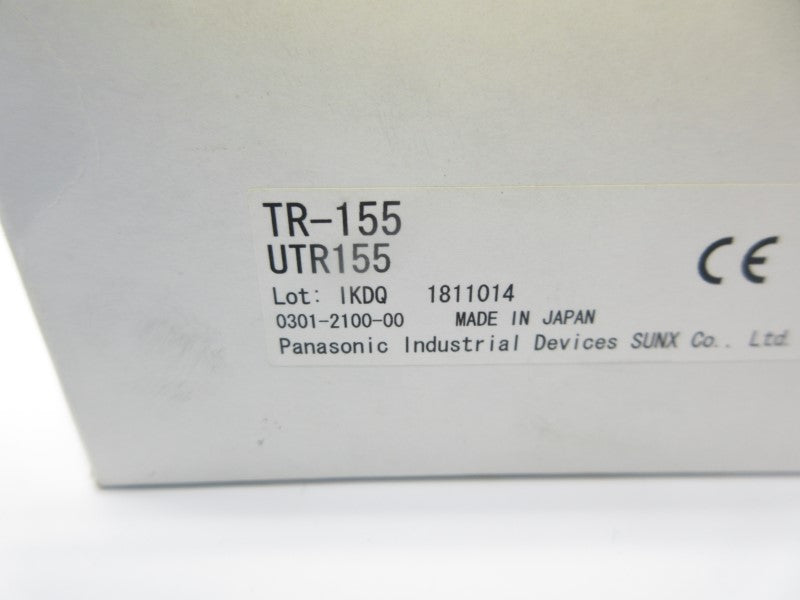 TR-155
UTR155
CE
Lot: IKDQ 1811014
0301-2100-00 MADE IN JAPAN
Panasonic Industrial Devices SUNX Co., Ltd.